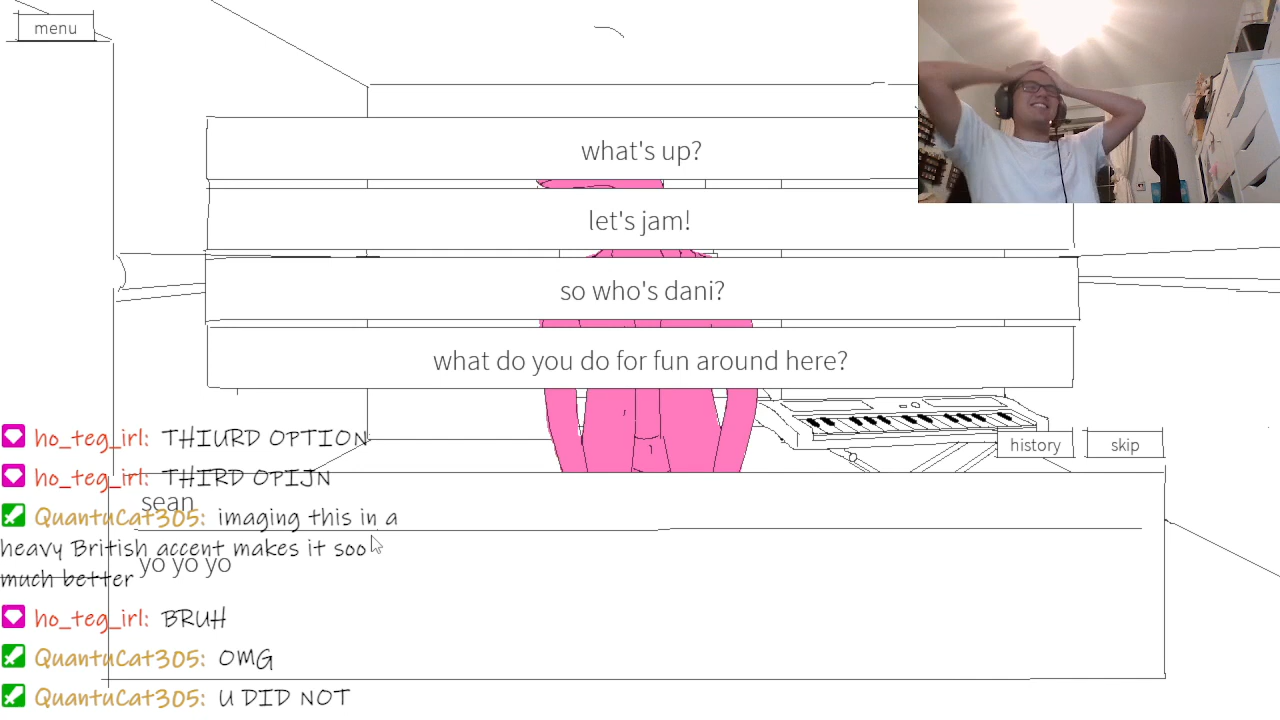 menu
what's up?
let's jam!
so who's dani?
what do you do for fun around here?
history
skip
sean
yo yo yo
ho_teg_irl: THIURD OPTION
ho_teg_irl: THIRD OPIJN
QuantuCat305: imaging this in a
heavy British accent makes it soo
much better
ho_teg_irl: BRUH
QuantuCat305: OMG
QuantuCat305: U DID NOT